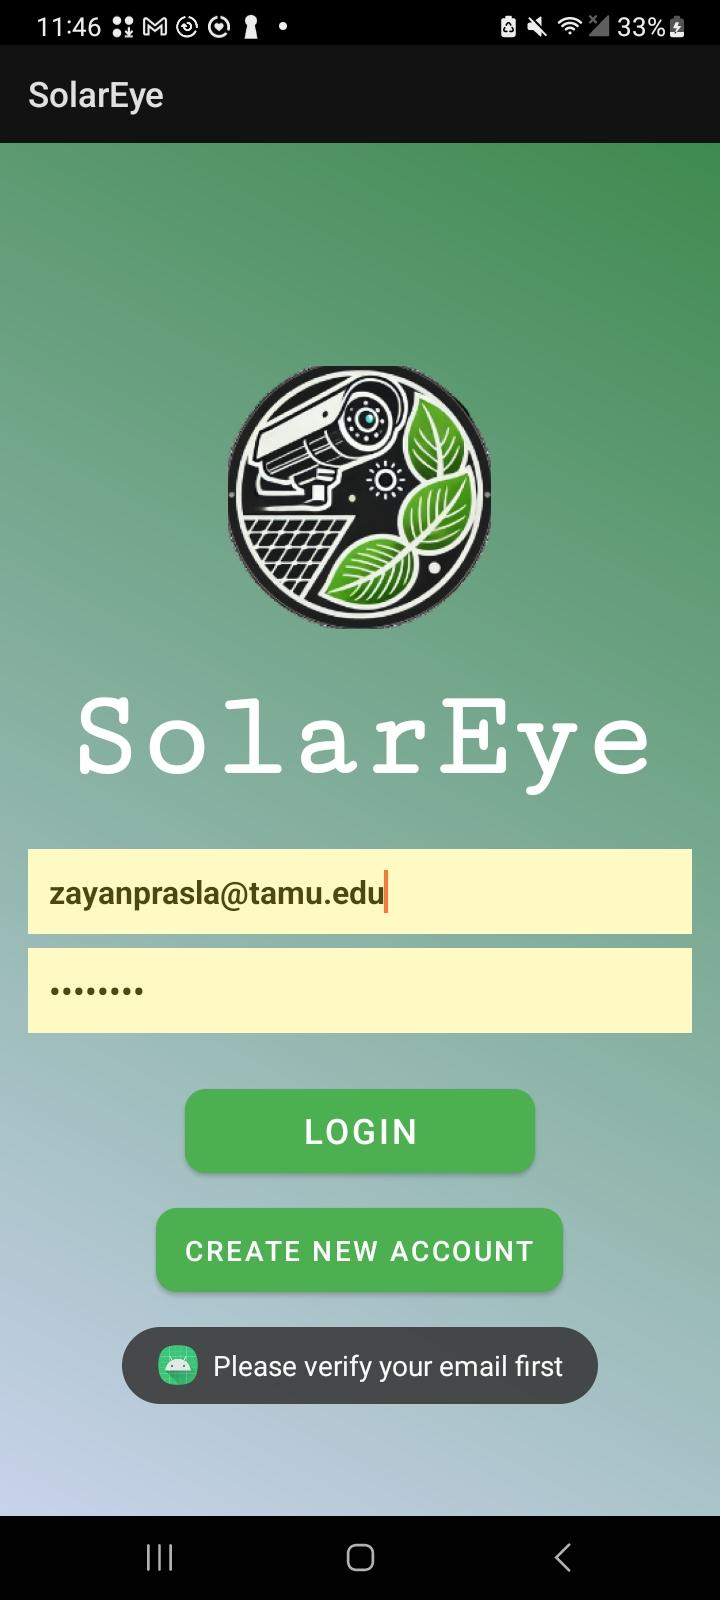 11:46
33%
SolarEye
SolarEye
zayanprasla@tamu.edu
••••••••
LOGIN
CREATE NEW ACCOUNT
Please verify your email first